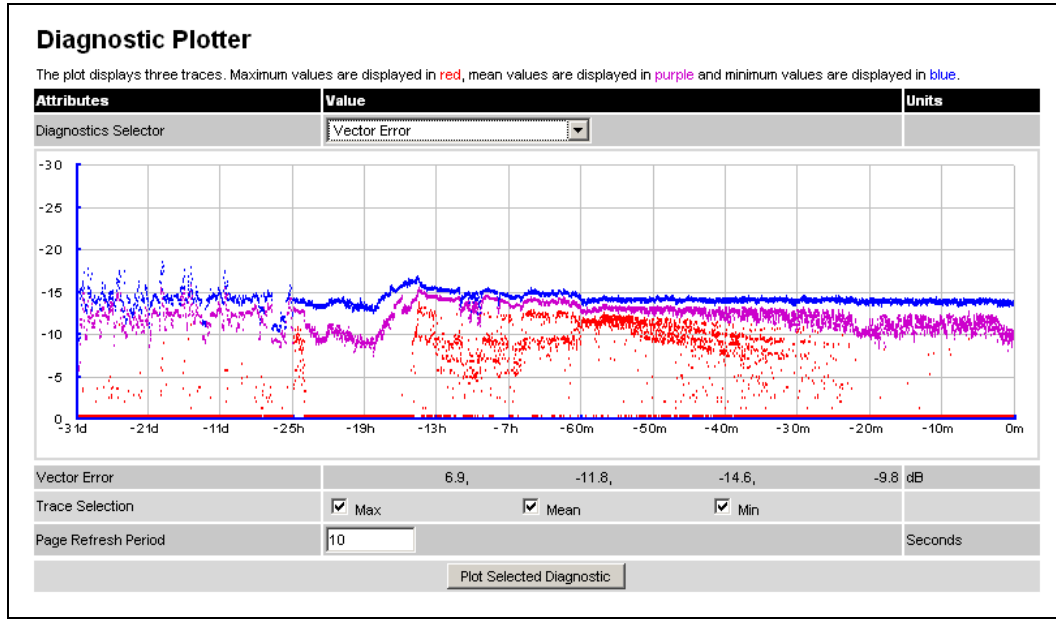 Diagnostic Plotter
The plot displays three traces. Maximum values are displayed in red, mean values are displayed in purple and minimum values are displayed in blue.
Attributes Value Units
Diagnostics Selector Vector Error
-30
-25
-20
-15
-10
-5
0
-31d -21d -11d -25h -19h -13h -7h -60m -50m -40m -30m -20m -10m 0m
Vector Error 6.9, -11.8, -14.6, -9.8 dB
Trace Selection Max Mean Min
Page Refresh Period 10 Seconds
Plot Selected Diagnostic